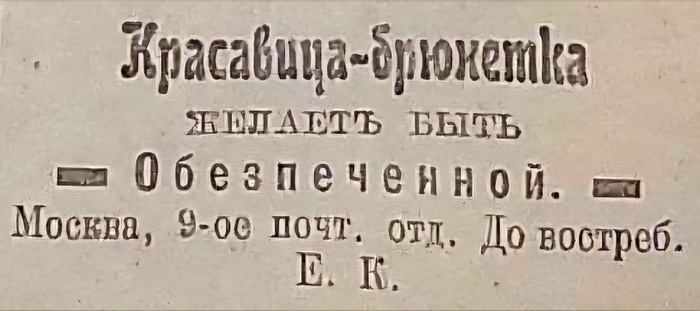 Красавица-брюнетка
ЖЕЛАЕТЪ БЫТЬ
Обезпеченной.
Москва, 9-ое почт. отд. До востреб.
Е. К.